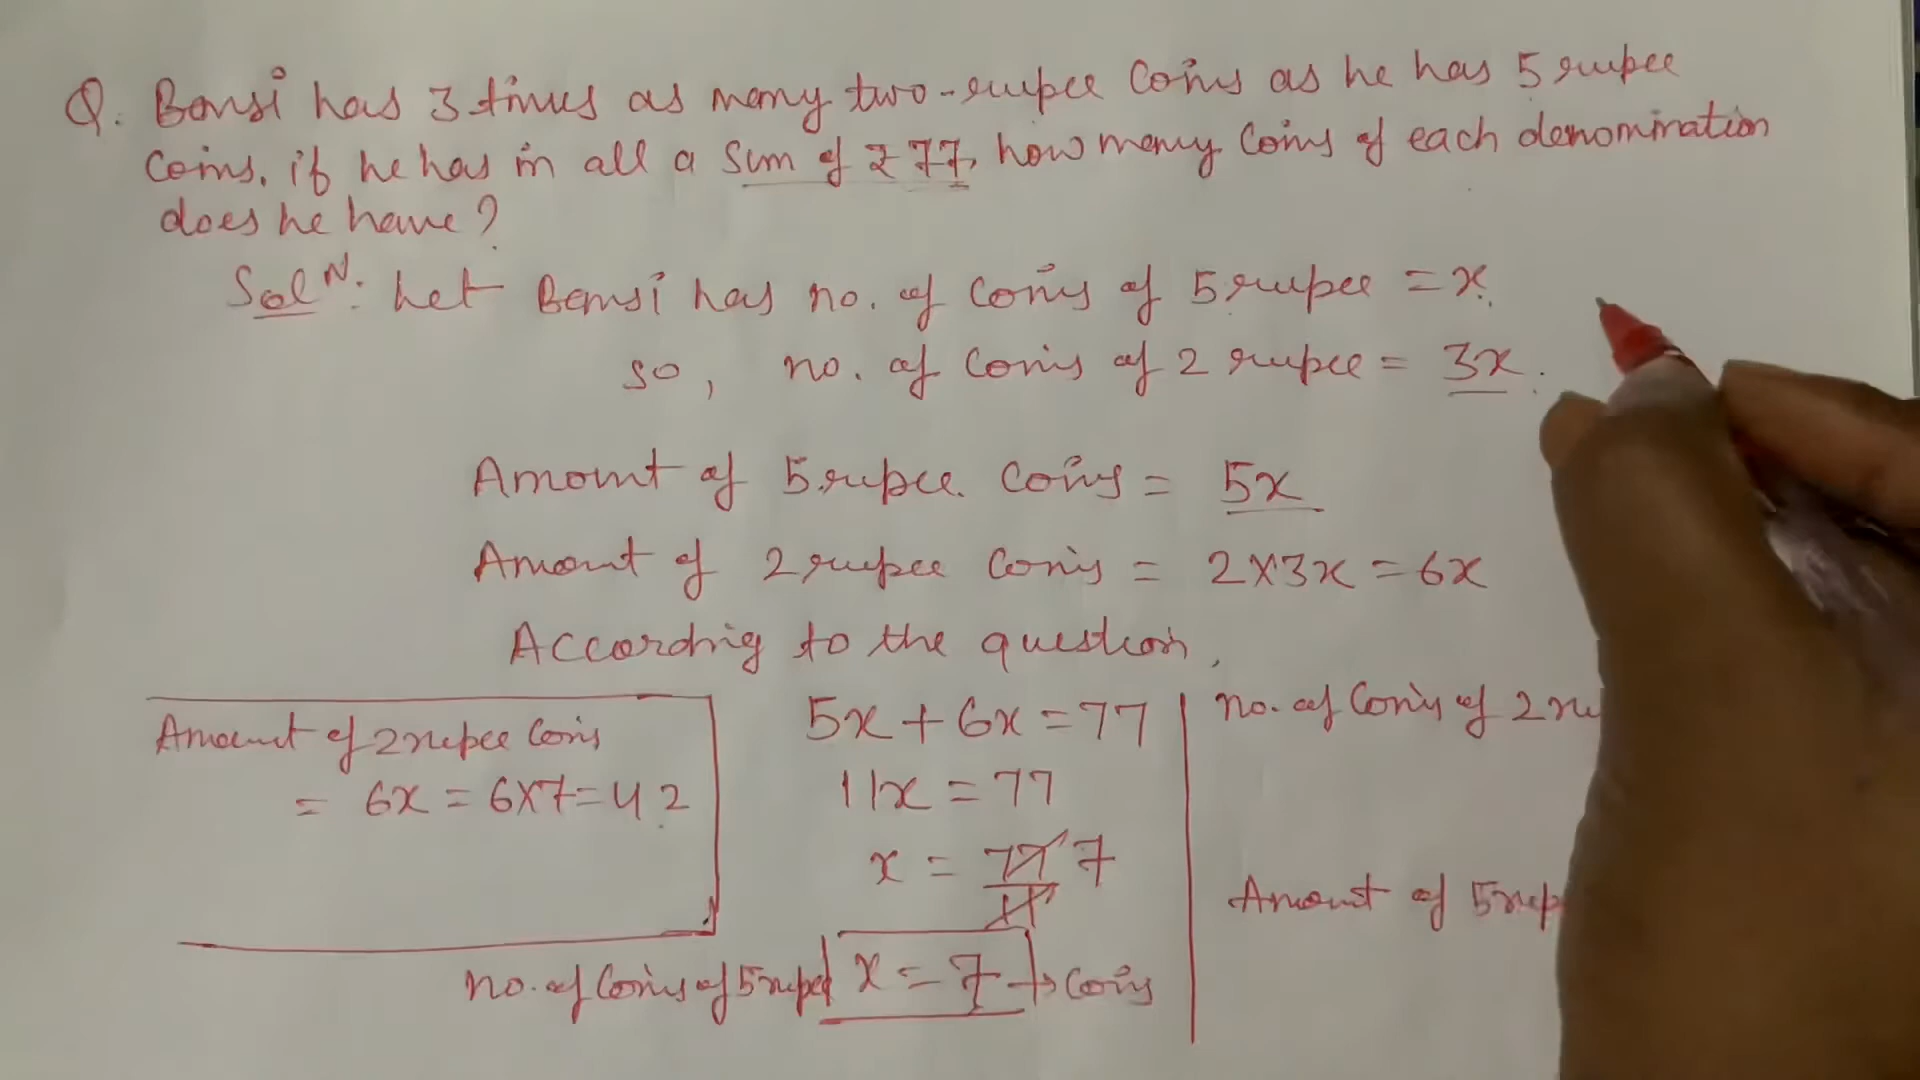 Q. Bansi has 3 times as many two-rupee coins as he has 5 rupee
coins. if he has in all a sum of ₹ 77, how many coins of each denomination
does he have?
Solᴺ: Let Bansi has no. of coins of 5 rupee = x.
so, no. of coins of 2 rupee = 3x.
Amount of 5 rupee coins = 5x
Amount of 2 rupee coins = 2×3x = 6x
According to the question,
5x + 6x = 77
11x = 77
x = 77/11 7
no. of coins of 5 rupee x = 7 → coins
Amount of 2 rupee coins
= 6x = 6×7 = 42
no. of coins of 2
Amount of 5